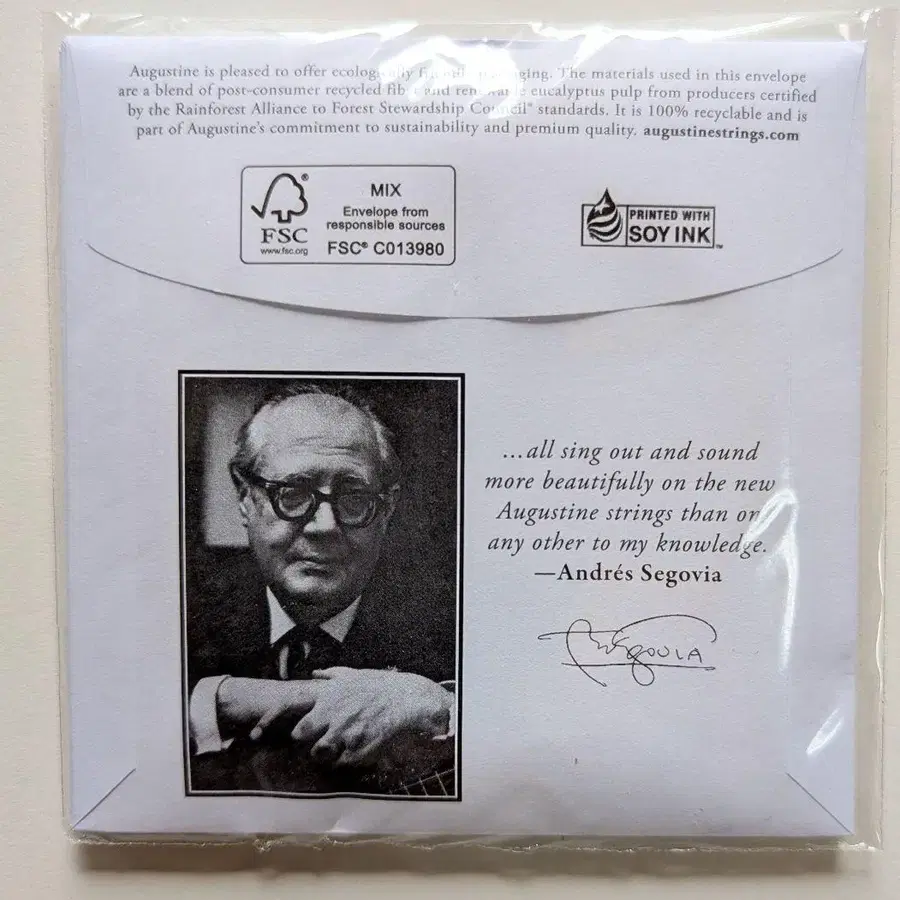 Augustine is pleased to offer ecologically packaging. The materials used in this envelope
are a blend of post-consumer recycled fiber and renewable eucalyptus pulp from producers certified
by the Rainforest Alliance to Forest Stewardship Council® standards. It is 100% recyclable and is
part of Augustine's commitment to sustainability and premium quality. augustinestrings.com
®
FSC
www.fsc.org
MIX
Envelope from
responsible sources
FSC® C013980
PRINTED WITH
SOY INK™
...all sing out and sound
more beautifully on the new
Augustine strings than on
any other to my knowledge.
—Andrés Segovia
Segovia